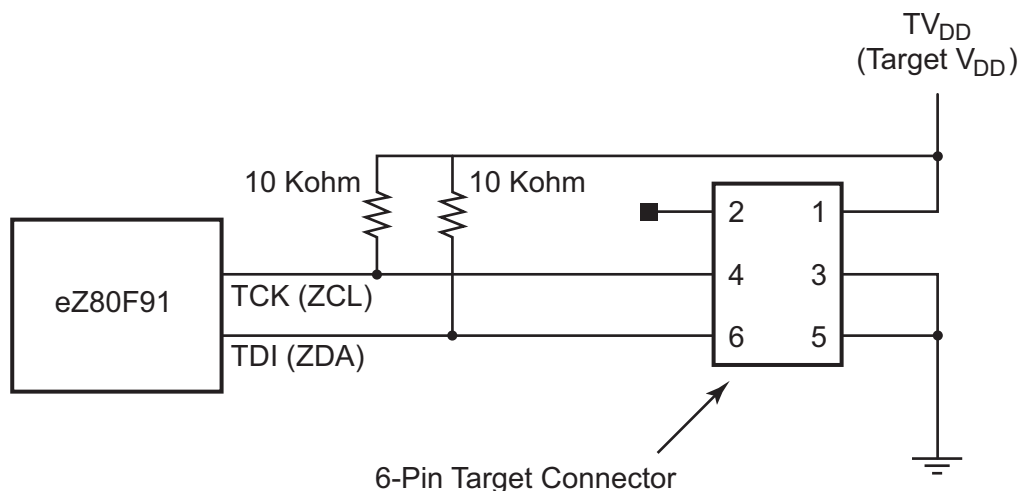 TVDD
(Target VDD)
10 Kohm
10 Kohm
2
1
eZ80F91
TCK (ZCL)
4
3
TDI (ZDA)
6
5
6-Pin Target Connector